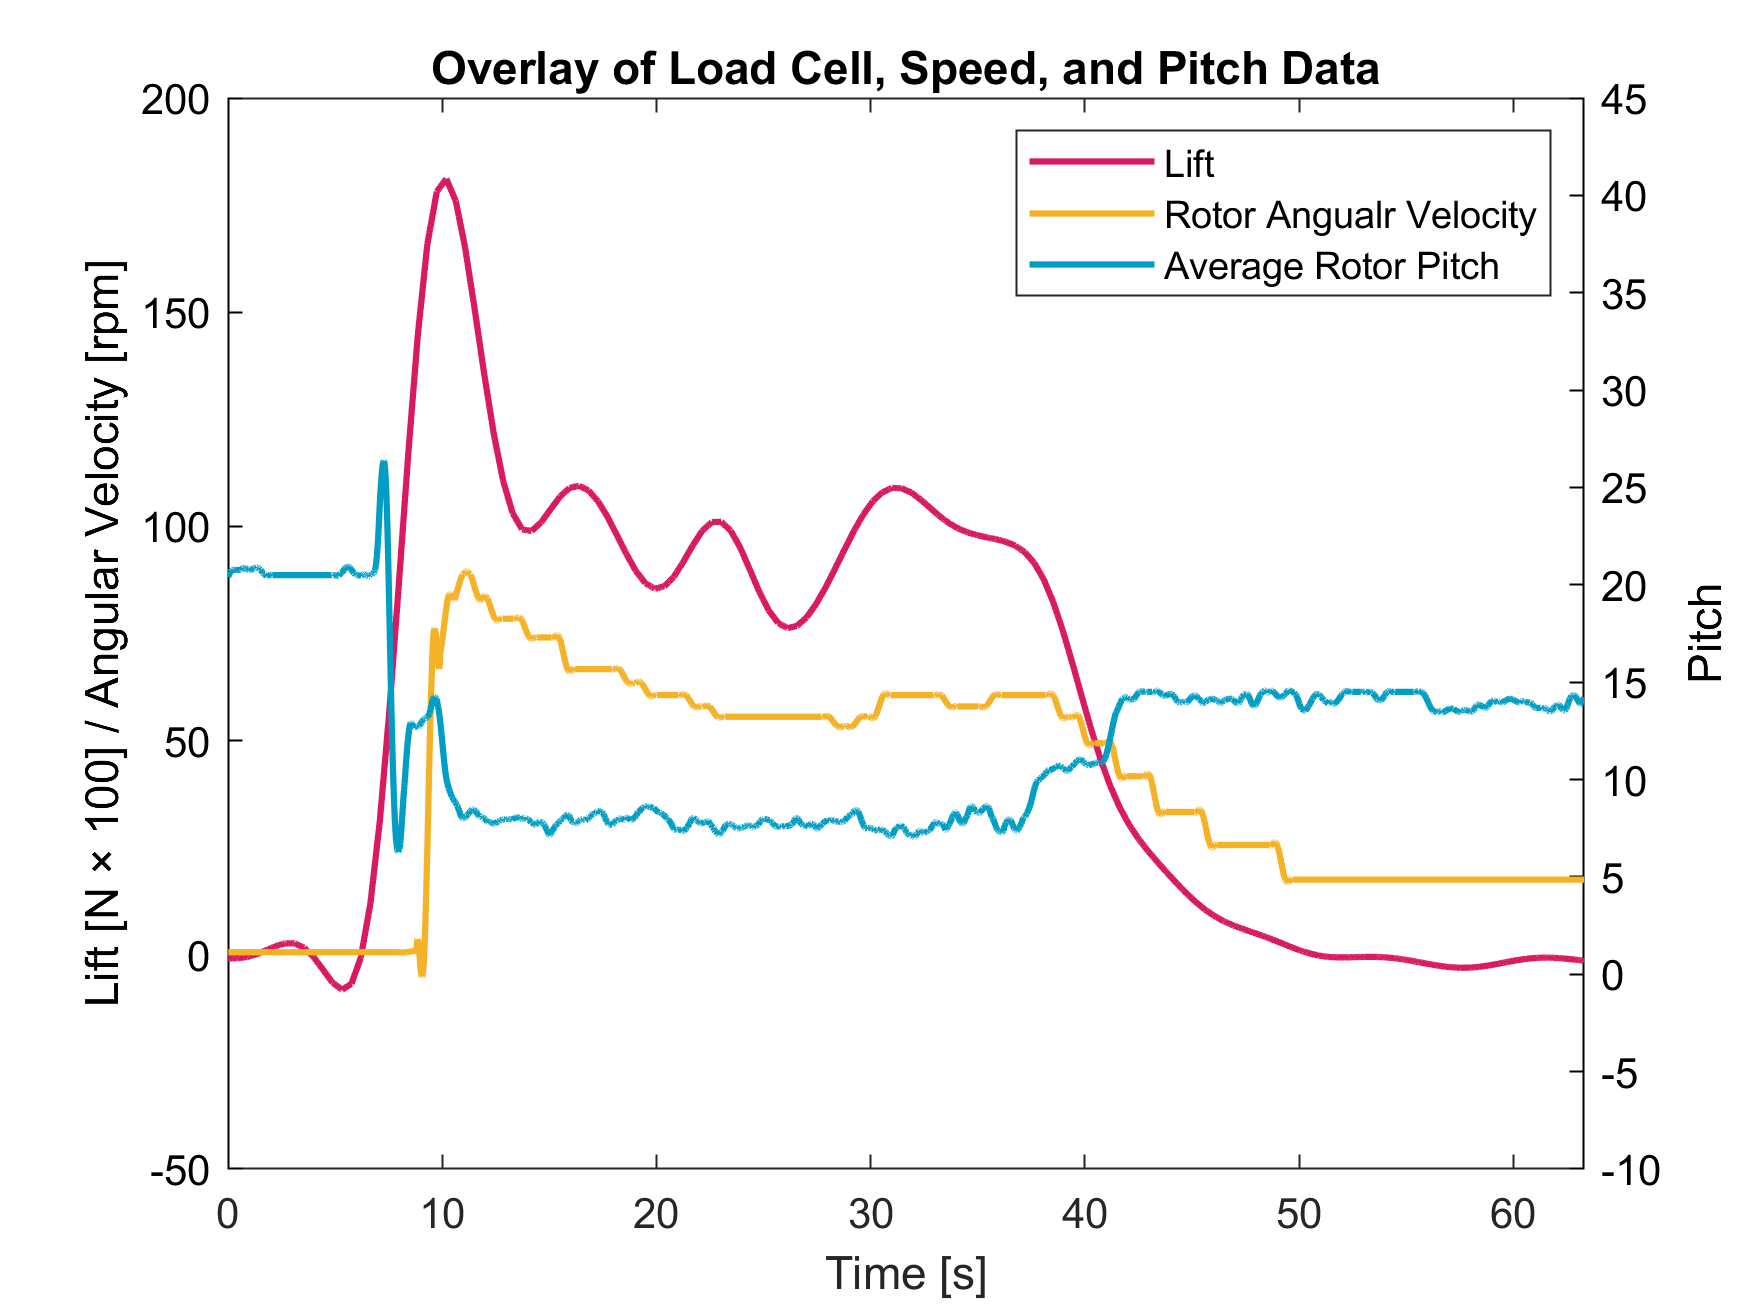 Overlay of Load Cell, Speed, and Pitch Data
Lift [N × 100] / Angular Velocity [rpm]
200
150
100
50
0
-50
Lift
Rotor Angualr Velocity
Average Rotor Pitch
45
40
35
30
25
20
15
10
5
0
-5
-10
Pitch
0 10 20 30 40 50 60
Time [s]